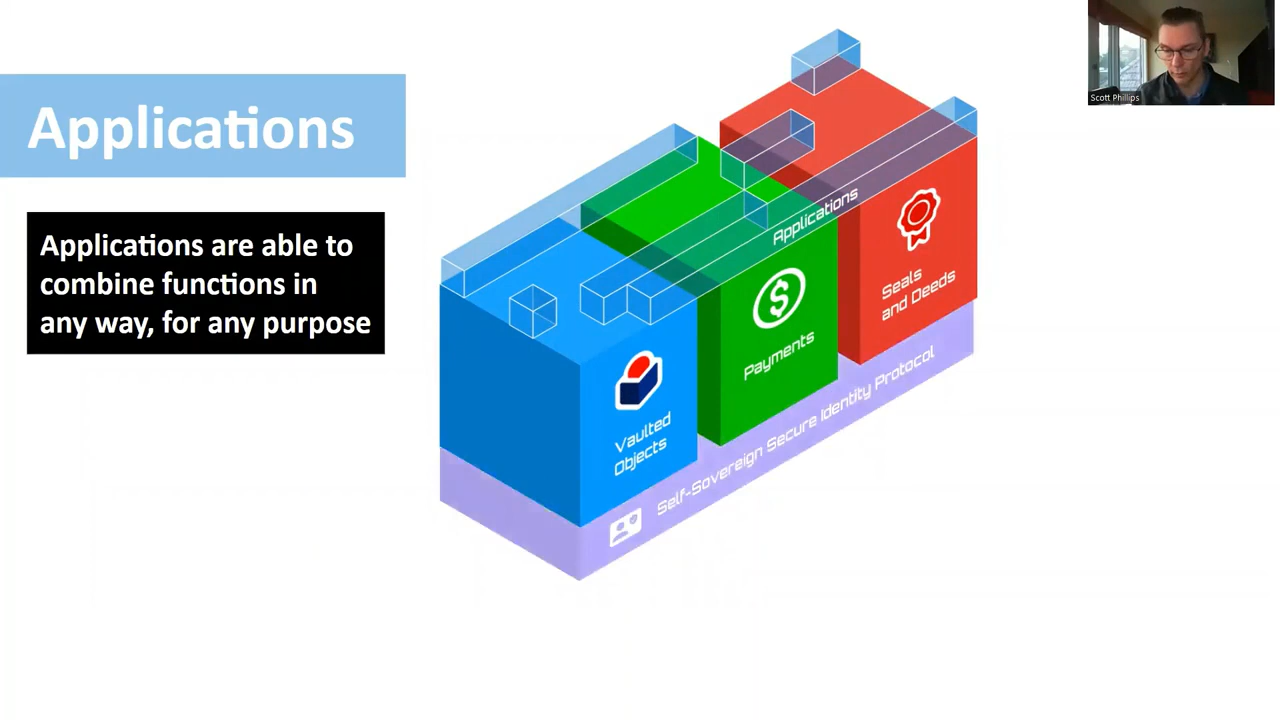 Applications
Applications are able to
combine functions in
any way, for any purpose
Scott Phillips
Applications
Seals
and Deeds
Payments
Vaulted
Objects
Self-Sovereign Secure Identity Protocol